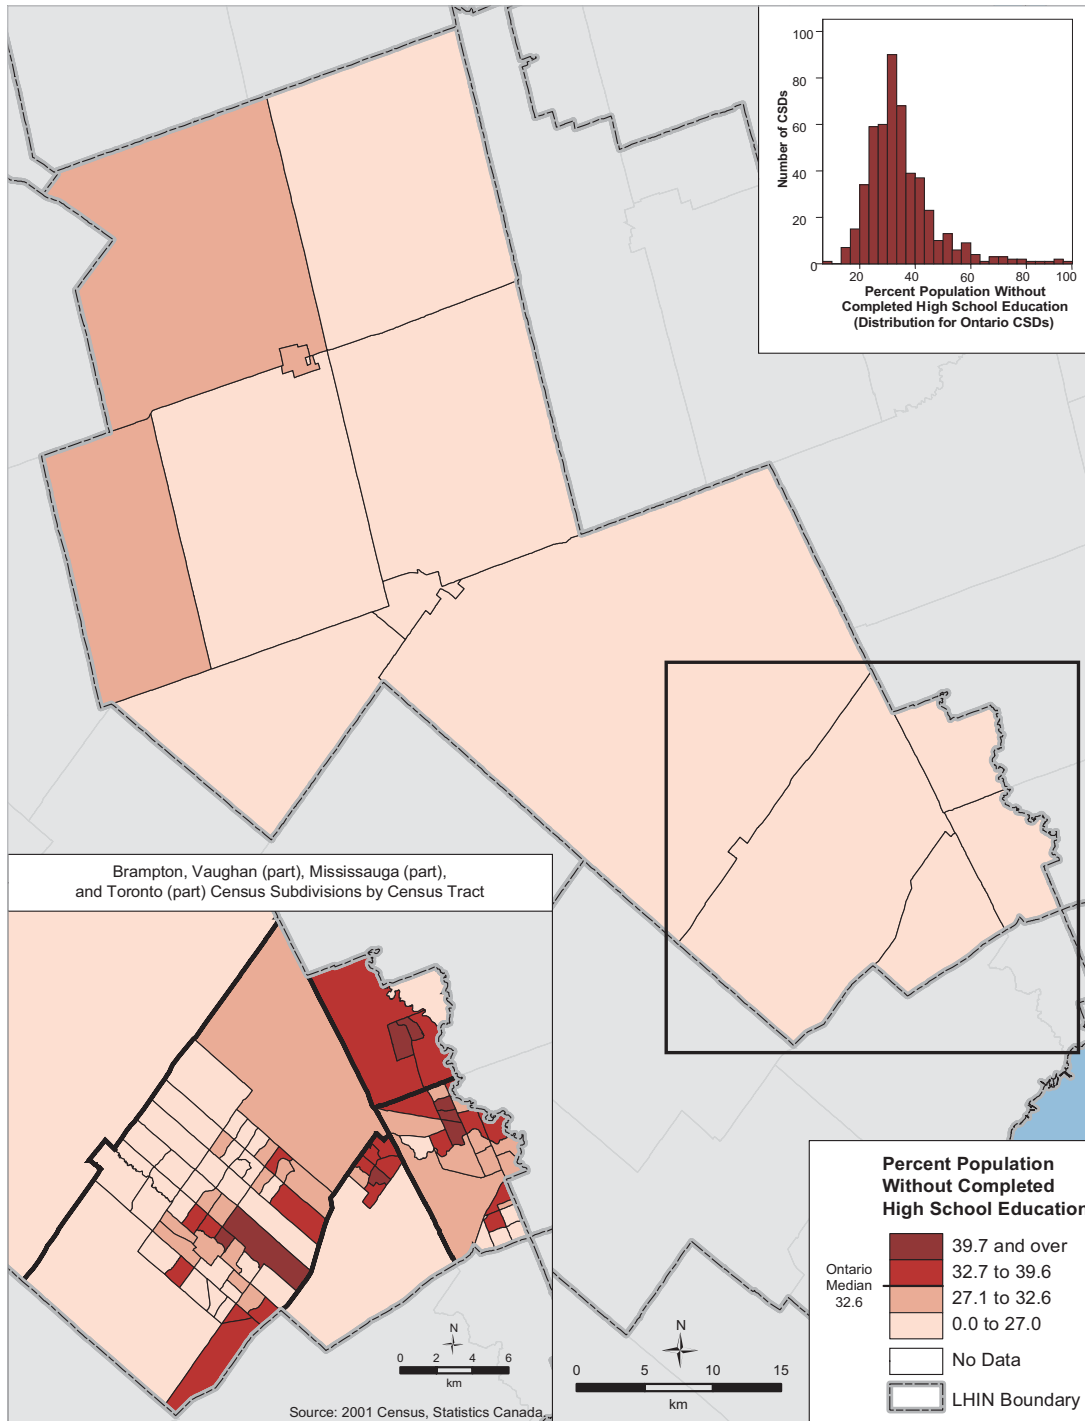 100
80
60
40
20
0
Number of CSDs
20 40 60 80 100
Percent Population Without
Completed High School Education
(Distribution for Ontario CSDs)
Brampton, Vaughan (part), Mississauga (part),
and Toronto (part) Census Subdivisions by Census Tract
N
0 2 4 6
km
Source: 2001 Census, Statistics Canada.
N
0 5 10 15
km
Percent Population
Without Completed
High School Education
Ontario
Median
32.6
39.7 and over
32.7 to 39.6
27.1 to 32.6
0.0 to 27.0
No Data
LHIN Boundary